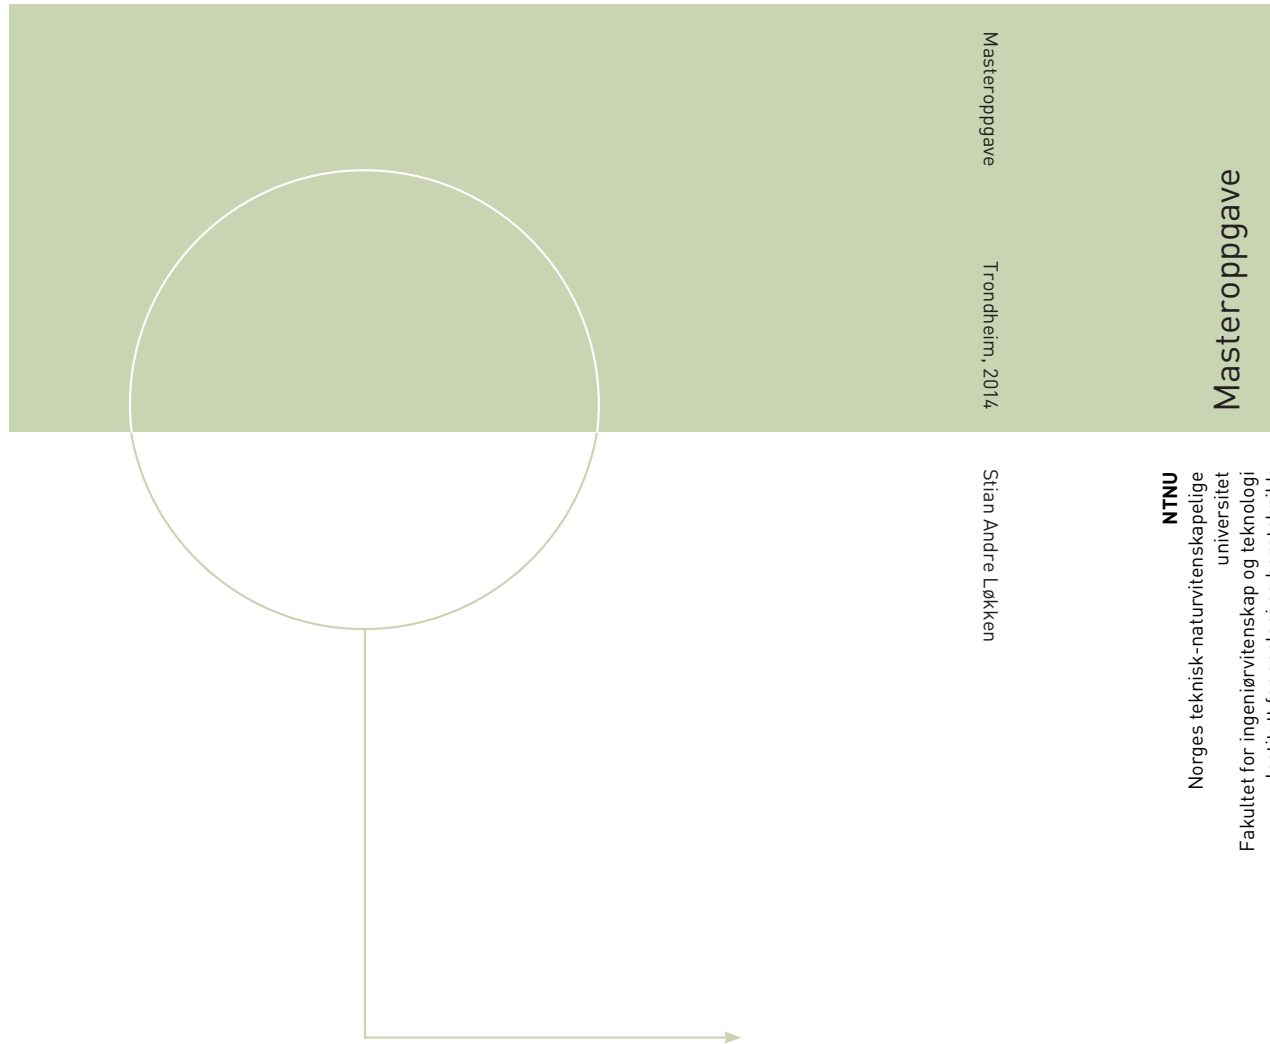 Masteroppgave
Trondheim, 2014
Stian Andre Løkken
Masteroppgave
NTNU
Norges teknisk-naturvitenskapelige
universitet
Fakultet for ingeniørvitenskap og teknologi